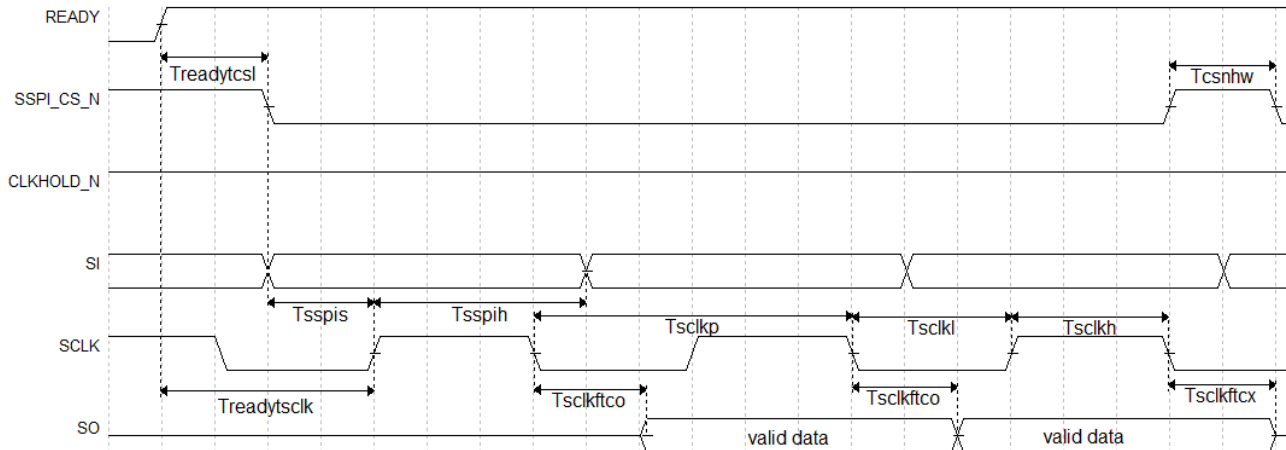 READY
Treadytcsl
Tcsnhw
SSPI_CS_N
CLKHOLD_N
SI
Tsspis
Tsspih
Tsclkp
Tsclkl
Tsclkh
SCLK
Treadytsclk
Tsclkftco
Tsclkftco
Tsclkftcx
SO
valid data
valid data